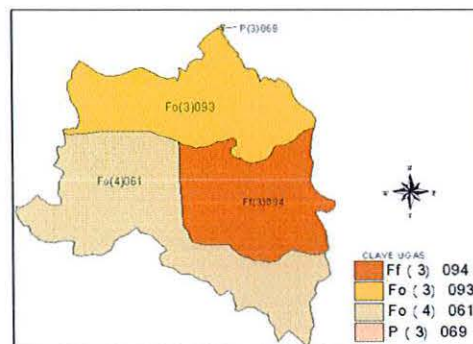 P(3)069
Fo(3)093
Fo(4)061
Ff(3)094
CLAVE UGAS
Ff ( 3 ) 094
Fo ( 3 ) 093
Fo ( 4 ) 061
P ( 3 ) 069